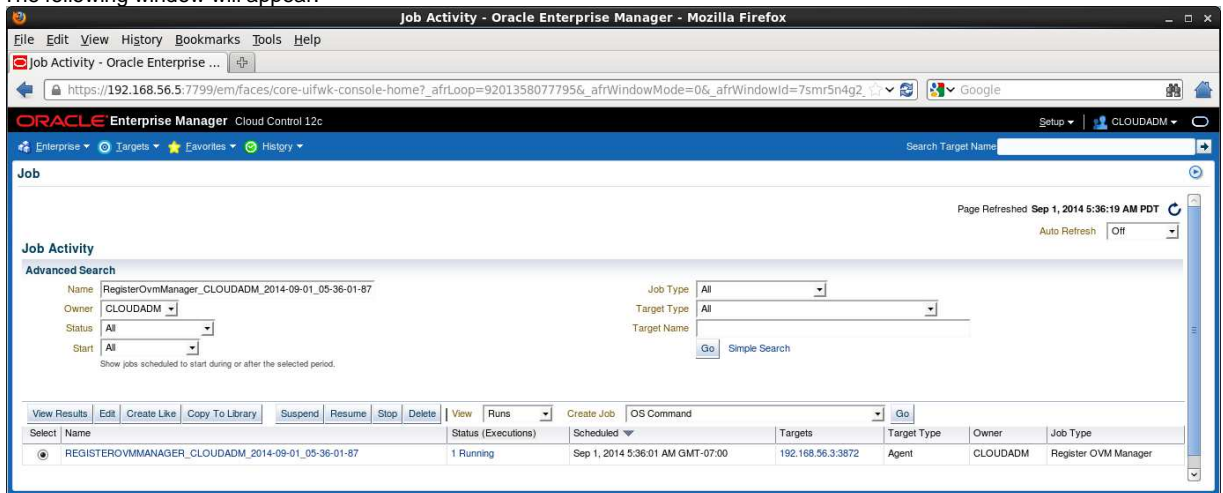 The following window will appear:
Job Activity - Oracle Enterprise Manager - Mozilla Firefox
File Edit View History Bookmarks Tools Help
Job Activity - Oracle Enterprise ...
https://192.168.56.5:7799/em/faces/core-uifwk-console-home?_afrLoop=92013580777795&_afrWindowMode=0&_afrWindowId=7smr5n4g2_ Google
ORACLE Enterprise Manager Cloud Control 12c Setup CLOUDADM
Enterprise Targets Favorites History Search Target Name
Job
Page Refreshed Sep 1, 2014 5:36:19 AM PDT
Auto Refresh Off
Job Activity
Advanced Search
Name RegisterOvmManager_CLOUDADM_2014-09-01_05-36-01-87 Job Type All
Owner CLOUDADM Target Type All
Status All Target Name
Start All Go Simple Search
Show jobs scheduled to start during or after the selected period.
View Results Edit Create Like Copy To Library Suspend Resume Stop Delete View Runs Create Job OS Command Go
Select Name Status (Executions) Scheduled Targets Target Type Owner Job Type
REGISTEROVMMANAGER_CLOUDADM_2014-09-01_05-36-01-87 1 Running Sep 1, 2014 5:36:01 AM GMT-07:00 192.168.56.3:3872 Agent CLOUDADM Register OVM Manager